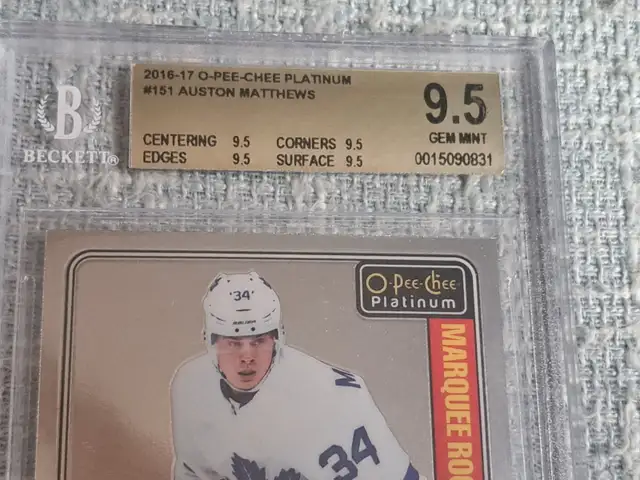 2016-17 O-PEE-CHEE PLATINUM
#151 AUSTON MATTHEWS
CENTERING 9.5 CORNERS 9.5
EDGES 9.5 SURFACE 9.5
9.5
GEM MINT
0015090831
B
BECKETT®
O-Pee-Chee
Platinum
MARQUEE ROO
34
M
34